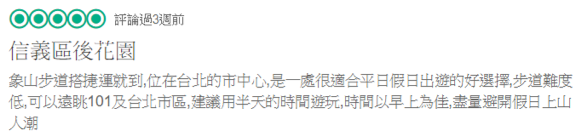 評論過3週前
信義區後花園
象山步道搭捷運就到,位在台北的市中心,是一處很適合平日假日出遊的好選擇,步道難度
低,可以遠眺101及台北市區,建議用半天的時間遊玩,時間以早上為佳,盡量避開假日上山
人潮